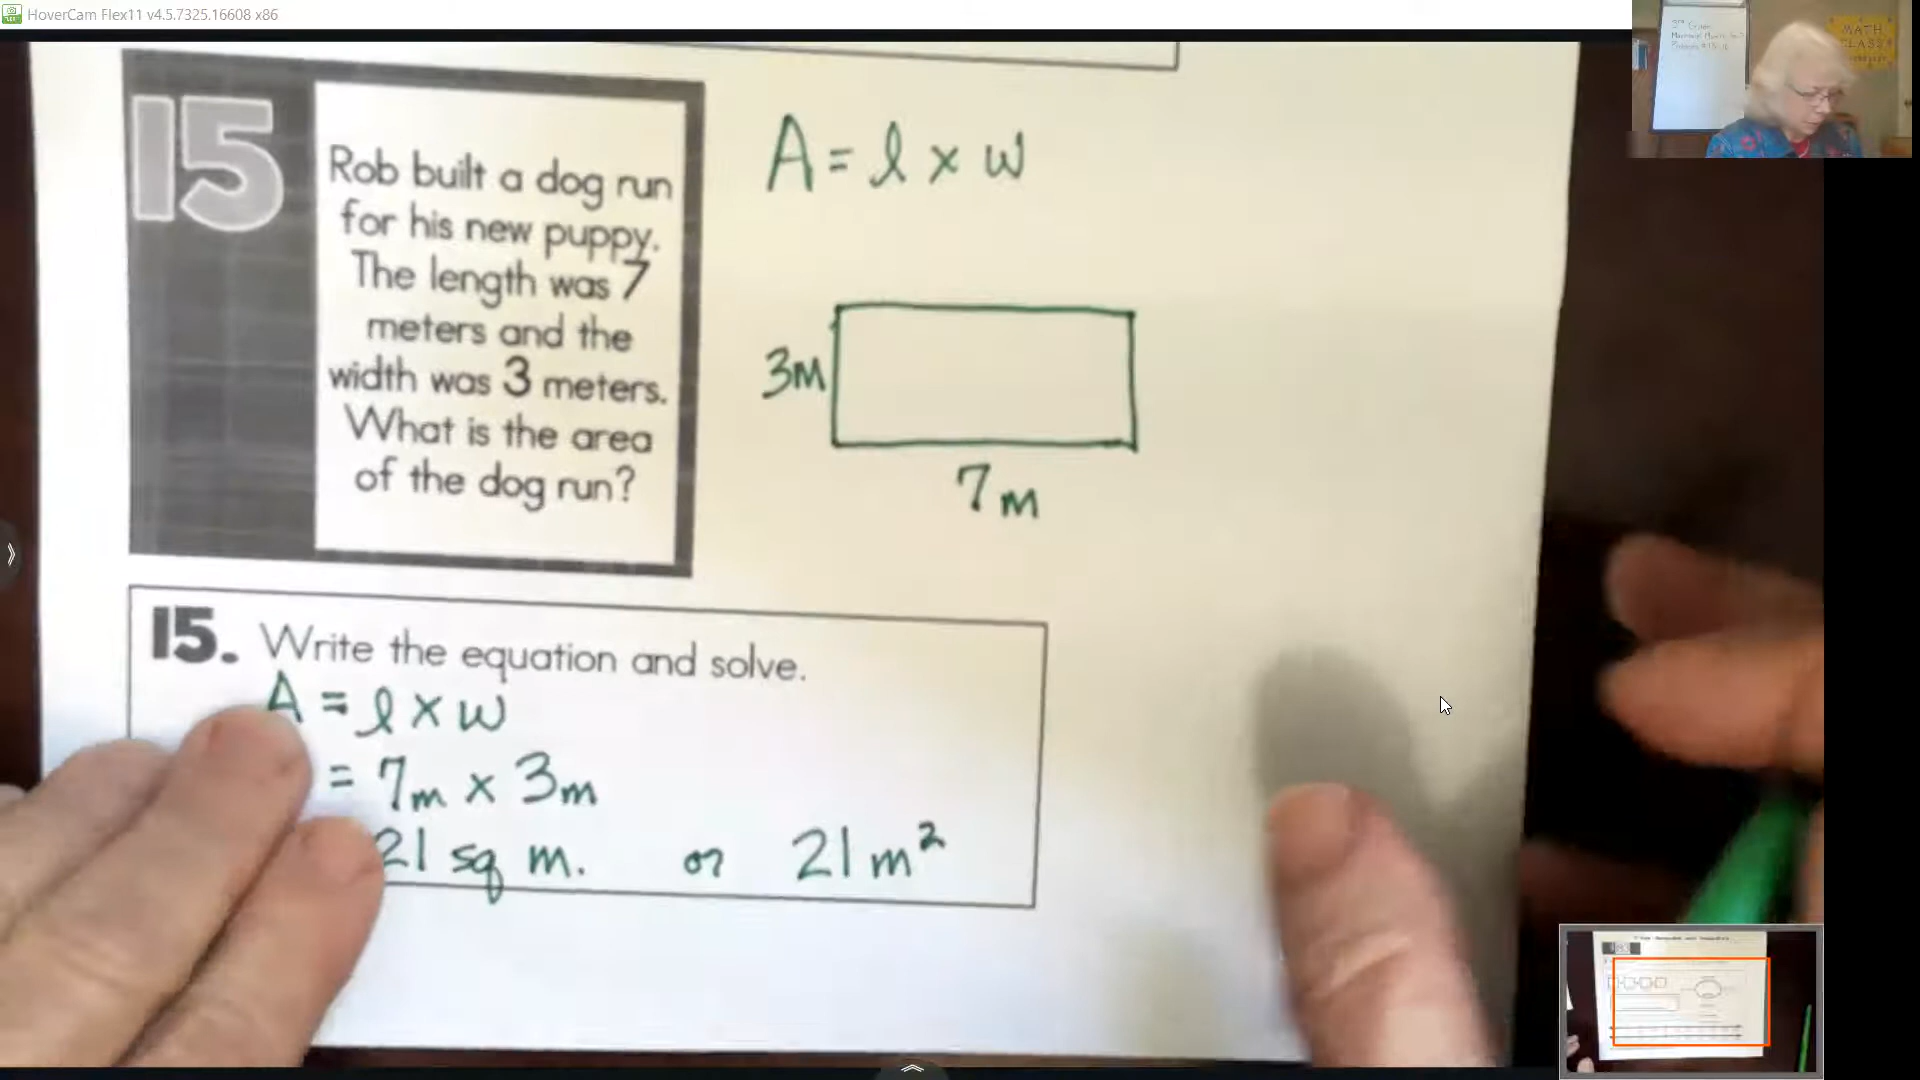 HoverCam Flex11 v4.5.7325.16608 x86
MATH
CLASS
15
Rob built a dog run
for his new puppy.
The length was 7
meters and the
width was 3 meters.
What is the area
of the dog run?
A = l x w
3m
7m
15. Write the equation and solve.
A = l x w
= 7m x 3m
21 sq m. or 21 m²